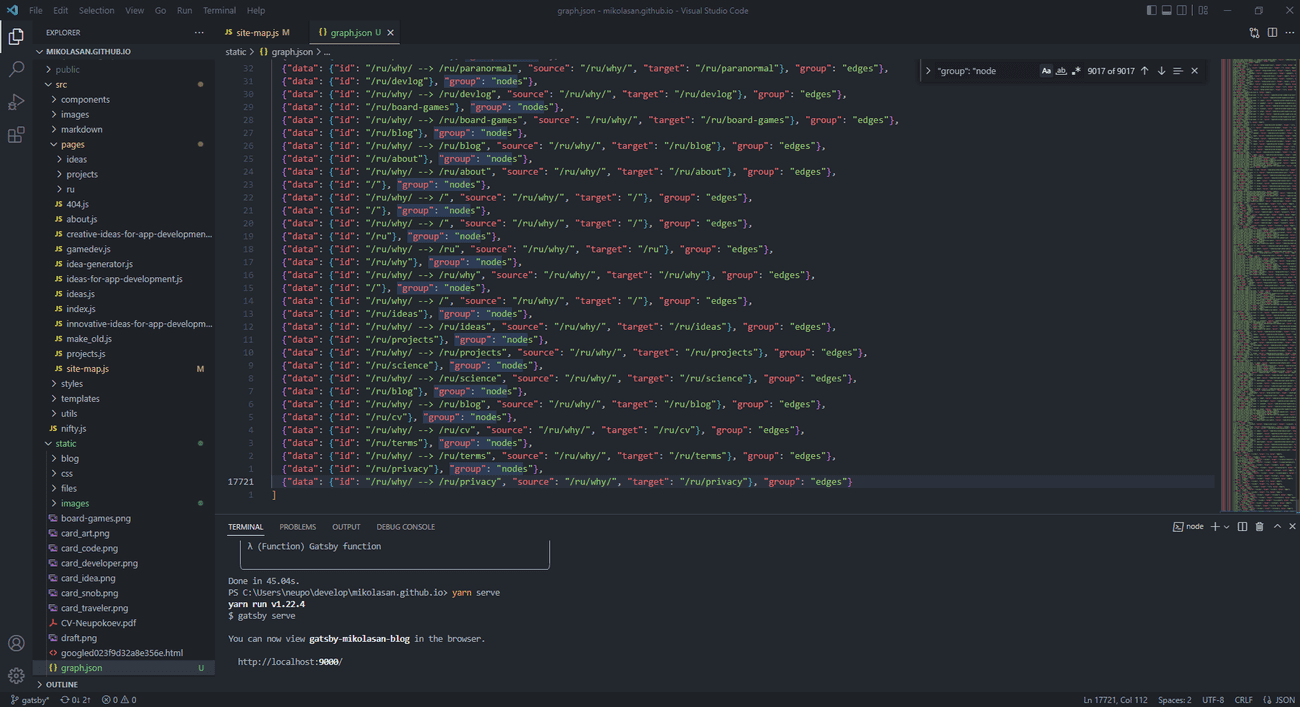 File Edit Selection View Go Run Terminal Help
graph.json - mikolasan.github.io - Visual Studio Code
EXPLORER
MIKOLASAN.GITHUB.IO
public
src
components
images
markdown
pages
ideas
projects
ru
JS 404.js
JS about.js
JS creative-ideas-for-app-developmen...
JS gamedev.js
JS idea-generator.js
JS ideas-for-app-development.js
JS ideas.js
JS index.js
JS innovative-ideas-for-app-developm...
JS make_old.js
JS projects.js
JS site-map.js M
styles
templates
utils
JS nifty.js
static
blog
css
files
images
board-games.png
card_art.png
card_code.png
card_developer.png
card_idea.png
card_snob.png
card_traveler.png
CV-Neupokoev.pdf
draft.png
<> googled023f9d32a8e356e.html
{} graph.json U
OUTLINE
JS site-map.js M
{} graph.json U
static > {} graph.json > ...
"group": "node
Aa ab 9017 of 9017
32 {"data": {"id": "/ru/why/ --> /ru/paranormal", "source": "/ru/why/", "target": "/ru/paranormal"}, "group": "edges"},
31 {"data": {"id": "/ru/devlog"}, "group": "nodes"},
30 {"data": {"id": "/ru/why/ --> /ru/devlog", "source": "/ru/why/", "target": "/ru/devlog"}, "group": "edges"},
29 {"data": {"id": "/ru/board-games"}, "group": "nodes"},
28 {"data": {"id": "/ru/why/ --> /ru/board-games", "source": "/ru/why/", "target": "/ru/board-games"}, "group": "edges"},
27 {"data": {"id": "/ru/blog"}, "group": "nodes"},
26 {"data": {"id": "/ru/why/ --> /ru/blog", "source": "/ru/why/", "target": "/ru/blog"}, "group": "edges"},
25 {"data": {"id": "/ru/about"}, "group": "nodes"},
24 {"data": {"id": "/ru/why/ --> /ru/about", "source": "/ru/why/", "target": "/ru/about"}, "group": "edges"},
23 {"data": {"id": "/"}, "group": "nodes"},
22 {"data": {"id": "/ru/why/ --> /", "source": "/ru/why/", "target": "/"}, "group": "edges"},
21 {"data": {"id": "/"}, "group": "nodes"},
20 {"data": {"id": "/ru/why/ --> /", "source": "/ru/why/", "target": "/"}, "group": "edges"},
19 {"data": {"id": "/ru"}, "group": "nodes"},
18 {"data": {"id": "/ru/why/ --> /ru", "source": "/ru/why/", "target": "/ru"}, "group": "edges"},
17 {"data": {"id": "/ru/why"}, "group": "nodes"},
16 {"data": {"id": "/ru/why/ --> /ru/why", "source": "/ru/why/", "target": "/ru/why"}, "group": "edges"},
15 {"data": {"id": "/"}, "group": "nodes"},
14 {"data": {"id": "/ru/why/ --> /", "source": "/ru/why/", "target": "/"}, "group": "edges"},
13 {"data": {"id": "/ru/ideas"}, "group": "nodes"},
12 {"data": {"id": "/ru/why/ --> /ru/ideas", "source": "/ru/why/", "target": "/ru/ideas"}, "group": "edges"},
11 {"data": {"id": "/ru/projects"}, "group": "nodes"},
10 {"data": {"id": "/ru/why/ --> /ru/projects", "source": "/ru/why/", "target": "/ru/projects"}, "group": "edges"},
9 {"data": {"id": "/ru/science"}, "group": "nodes"},
8 {"data": {"id": "/ru/why/ --> /ru/science", "source": "/ru/why/", "target": "/ru/science"}, "group": "edges"},
7 {"data": {"id": "/ru/blog"}, "group": "nodes"},
6 {"data": {"id": "/ru/why/ --> /ru/blog", "source": "/ru/why/", "target": "/ru/blog"}, "group": "edges"},
5 {"data": {"id": "/ru/cv"}, "group": "nodes"},
4 {"data": {"id": "/ru/why/ --> /ru/cv", "source": "/ru/why/", "target": "/ru/cv"}, "group": "edges"},
3 {"data": {"id": "/ru/terms"}, "group": "nodes"},
2 {"data": {"id": "/ru/why/ --> /ru/terms", "source": "/ru/why/", "target": "/ru/terms"}, "group": "edges"},
1 {"data": {"id": "/ru/privacy"}, "group": "nodes"},
17721 {"data": {"id": "/ru/why/ --> /ru/privacy", "source": "/ru/why/", "target": "/ru/privacy"}, "group": "edges"}
1 ]
TERMINAL PROBLEMS OUTPUT DEBUG CONSOLE
node
λ (Function) Gatsby function
Done in 45.04s.
PS C:\Users\neupo\develop\mikolasan.github.io> yarn serve
yarn run v1.22.4
$ gatsby serve
You can now view gatsby-mikolasan-blog in the browser.
http://localhost:9000/
gatsby* 0↓ 2↑ 0 0
Ln 17721, Col 112 Spaces: 2 UTF-8 CRLF {} JSON